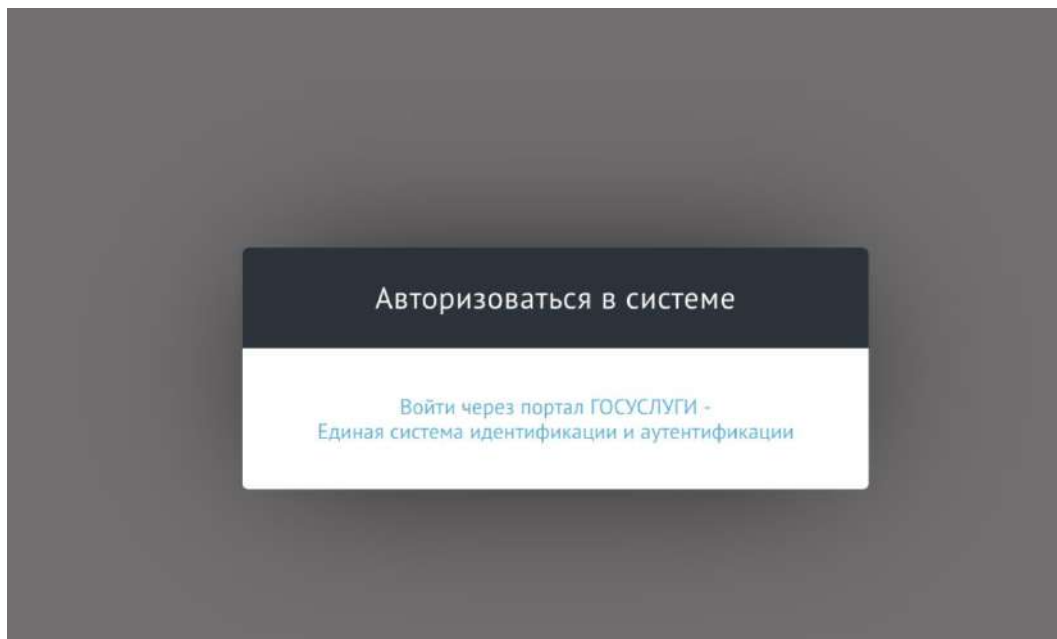 Авторизоваться в системе
Войти через портал ГОСУСЛУГИ -
Единая система идентификации и аутентификации